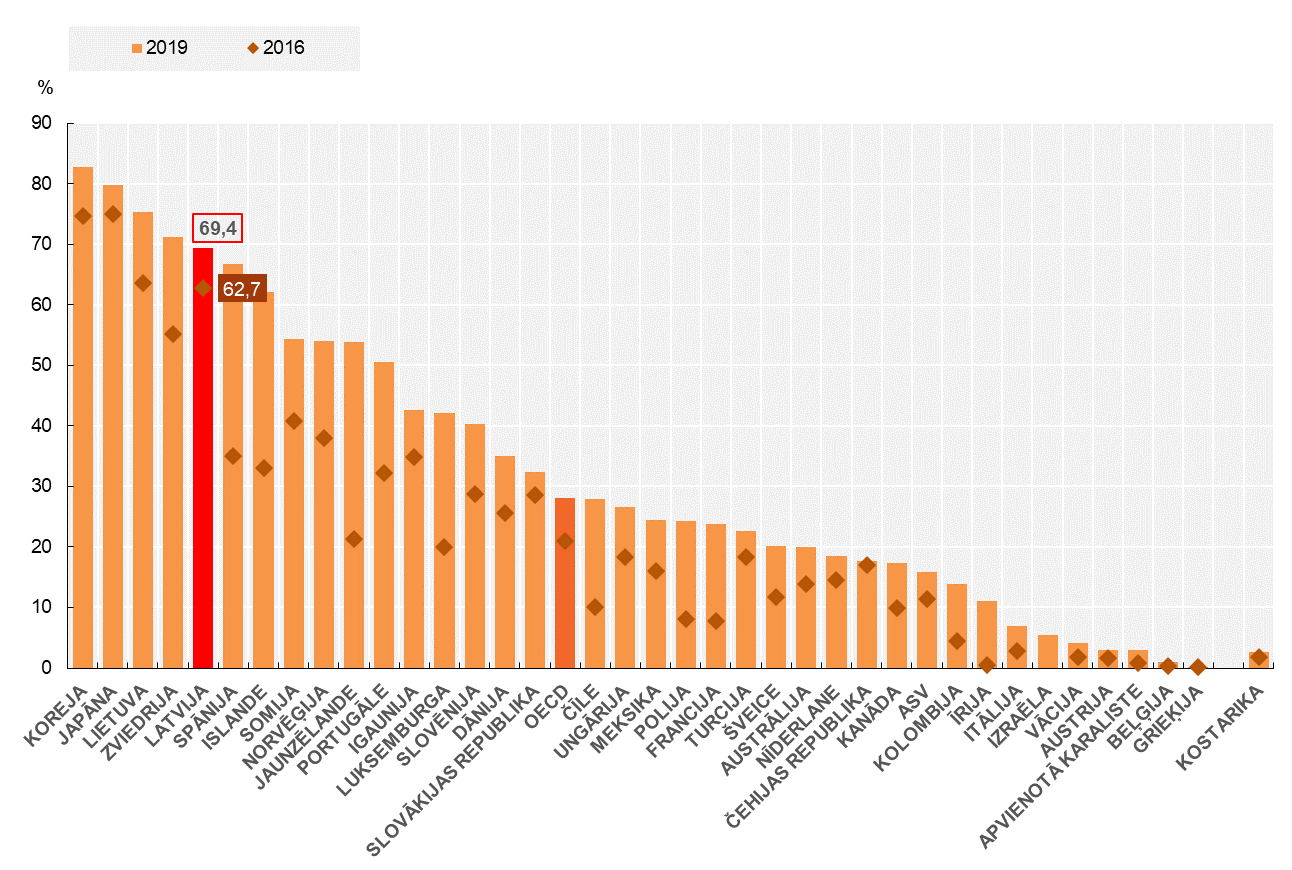 2019 2016
%
90
80
70
60
50
40
30
20
10
0
69,4
62,7
KOREJA
JAPĀNA
LIETUVA
ZVIEDRIJA
LATVIJA
SPĀNIJA
ISLANDE
SOMIJA
NORVĒĢIJA
JAUNZĒLANDE
PORTUGĀLE
IGAUNIJA
LUKSEMBURGA
SLOVĒNIJA
DĀNIJA
SLOVĀKIJAS REPUBLIKA
OECD
ČĪLE
UNGĀRIJA
MEKSIKA
POLIJA
FRANCIJA
TURCIJA
ŠVEICE
AUSTRĀLIJA
NĪDERLANE
ČEHIJAS REPUBLIKA
KANĀDA
ASV
KOLOMBIJA
ĪRIJA
ITĀLIJA
IZRAĒLA
VĀCIJA
AUSTRIJA
APVIENOTĀ KARALISTE
BEĻĢIJA
GRIEĶIJA
KOSTARIKA